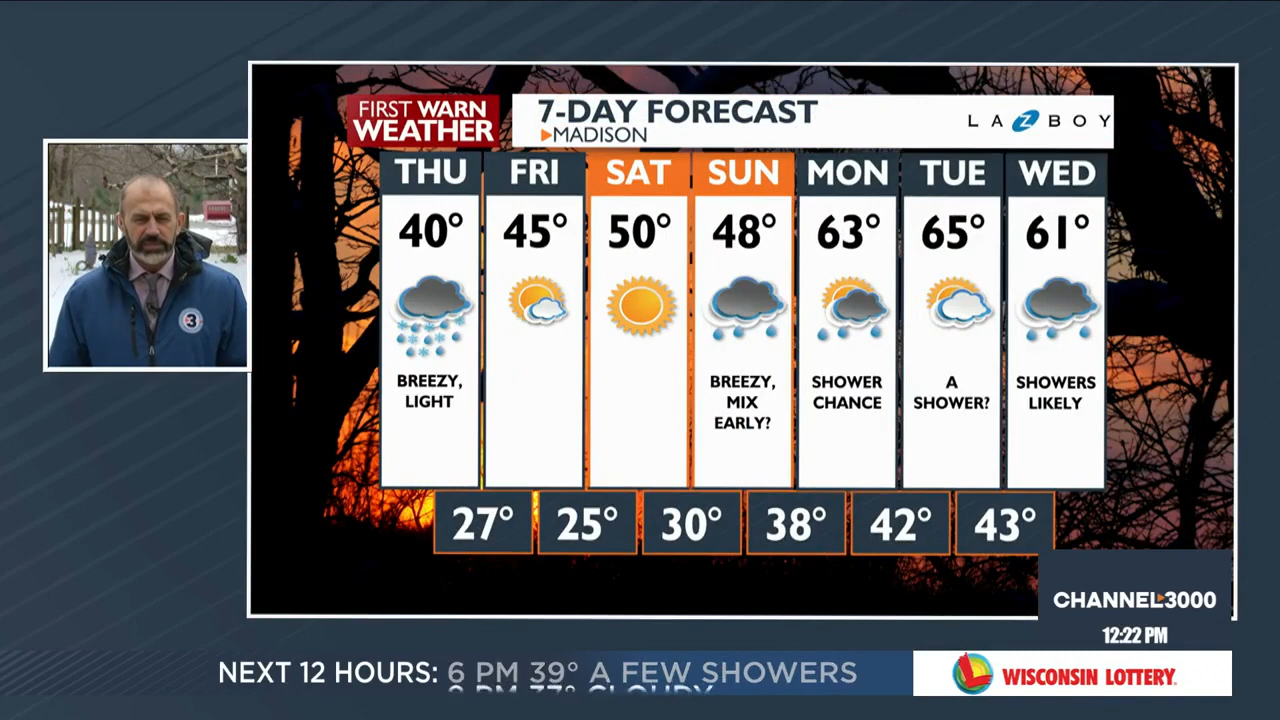 FIRST WARN
WEATHER
7-DAY FORECAST
MADISON
LA Z BOY
THU FRI SAT SUN MON TUE WED
40° 45° 50° 48° 63° 65° 61°
BREEZY,
LIGHT
BREEZY,
MIX
EARLY?
SHOWER
CHANCE
A
SHOWER?
SHOWERS
LIKELY
27° 25° 30° 38° 42° 43°
3
CHANNEL3000
12:22 PM
NEXT 12 HOURS: 6 PM 39° A FEW SHOWERS
WISCONSIN LOTTERY